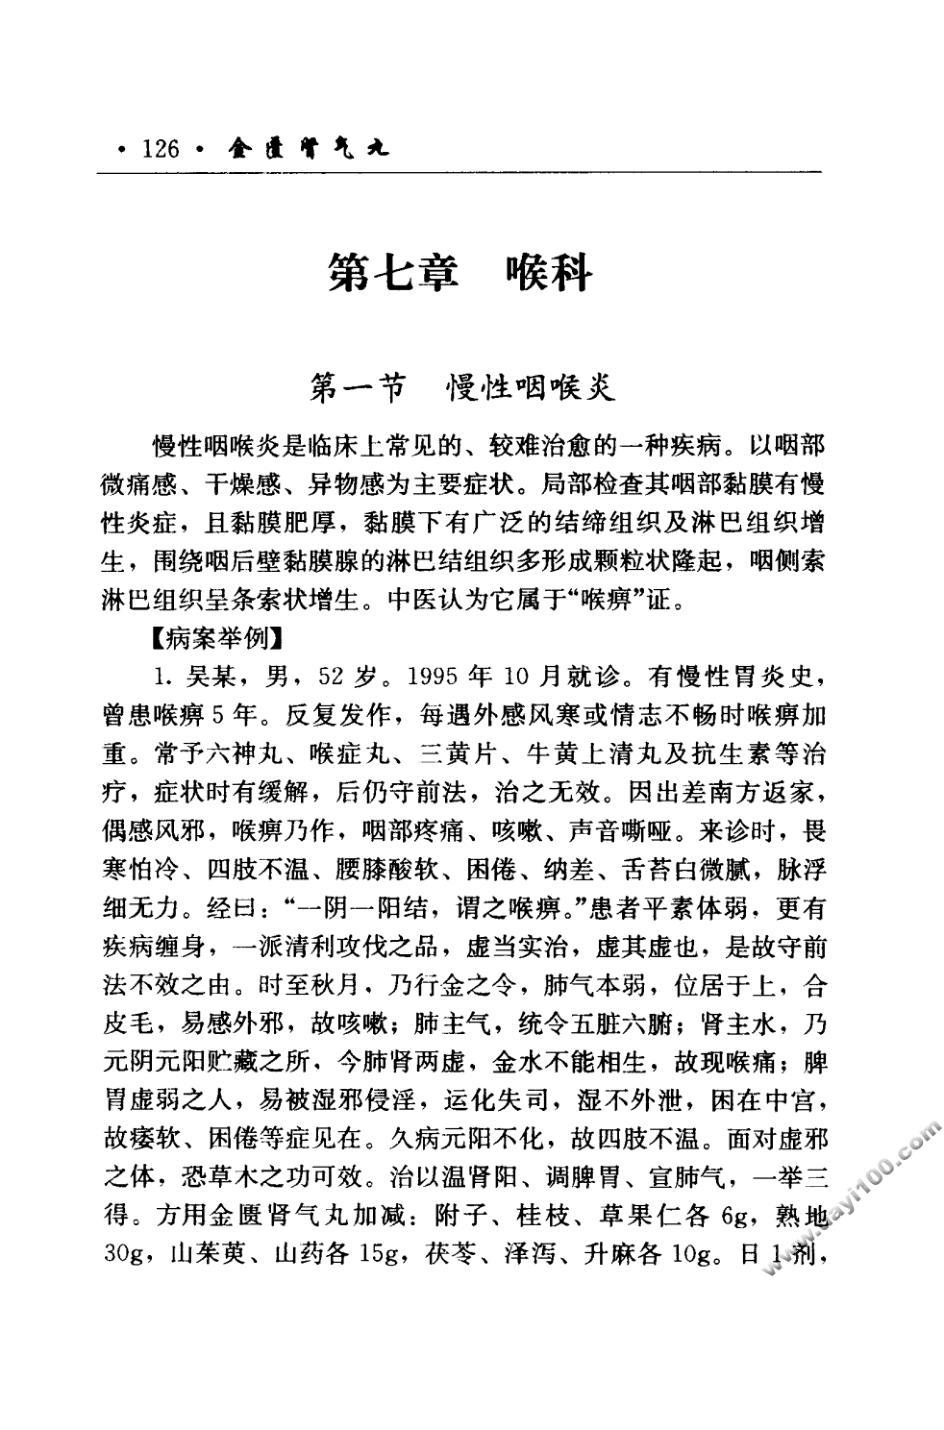 ·126· 金匮肾气丸
第七章 喉科
第一节 慢性咽喉炎
慢性咽喉炎是临床上常见的、较难治愈的一种疾病。以咽部
微痛感、干燥感、异物感为主要症状。局部检查其咽部黏膜有慢
性炎症，且黏膜肥厚，黏膜下有广泛的结缔组织及淋巴组织增
生，围绕咽后壁黏膜腺的淋巴结组织多形成颗粒状隆起，咽侧索
淋巴组织呈条索状增生。中医认为它属于“喉痹”证。
【病案举例】
1. 吴某，男，52 岁。1995 年 10 月就诊。有慢性胃炎史，
曾患喉痹 5 年。反复发作，每遇外感风寒或情志不畅时喉痹加
重。常予六神丸、喉症丸、三黄片、牛黄上清丸及抗生素等治
疗，症状时有缓解，后仍守前法，治之无效。因出差南方返家，
偶感风邪，喉痹乃作，咽部疼痛、咳嗽、声音嘶哑。来诊时，畏
寒怕冷、四肢不温、腰膝酸软、困倦、纳差、舌苔白微腻，脉浮
细无力。经曰：“一阴一阳结，谓之喉痹。”患者平素体弱，更有
疾病缠身，一派清利攻伐之品，虚当实治，虚其虚也，是故守前
法不效之由。时至秋月，乃行金之令，肺气本弱，位居于上，合
皮毛，易感外邪，故咳嗽；肺主气，统令五脏六腑；肾主水，乃
元阴元阳贮藏之所，今肺肾两虚，金水不能相生，故现喉痛；脾
胃虚弱之人，易被湿邪侵淫，运化失司，湿不外泄，困在中宫，
故痿软、困倦等症见在。久病元阳不化，故四肢不温。面对虚邪
之体，恐草木之功可效。治以温肾阳、调脾胃、宣肺气，一举三
得。方用金匮肾气丸加减：附子、桂枝、草果仁各 6g，熟地
30g，山茱萸、山药各 15g，茯苓、泽泻、升麻各 10g。日 1 剂，
www.dayi100.com